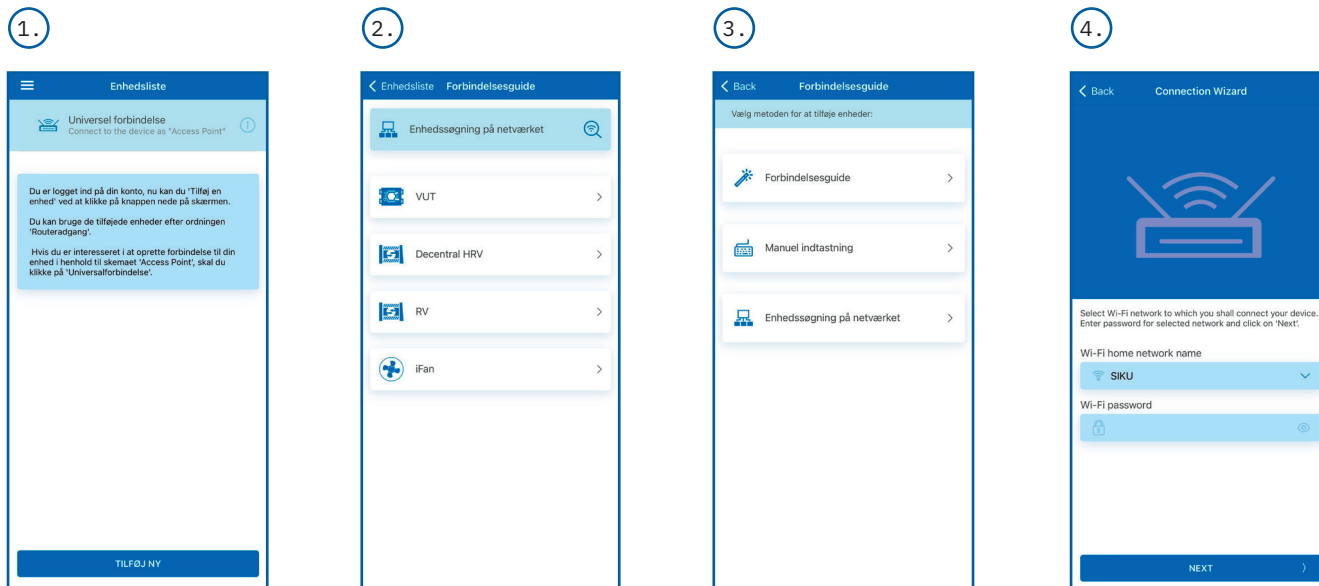 1.
Enhedsliste
Universel forbindelse
Connect to the device as "Access Point"
Du er logget ind på din konto, nu kan du 'Tilføj en
enhed' ved at klikke på knappen nede på skærmen.
Du kan bruge de tilføjede enheder efter ordningen
'Routeradgang'.
Hvis du er interesseret i at oprette forbindelse til din
enhed i henhold til skemaet 'Access Point', skal du
klikke på 'Universalforbindelse'.
TILFØJ NY
2.
Enhedsliste Forbindelsesguide
Enhedssøgning på netværket
VUT
Decentral HRV
RV
iFan
3.
Back Forbindelsesguide
Vælg metoden for at tilføje enheder:
Forbindelsesguide
Manuel indtastning
Enhedssøgning på netværket
4.
Back Connection Wizard
Select Wi-Fi network to which you shall connect your device.
Enter password for selected network and click on 'Next'.
Wi-Fi home network name
SIKU
Wi-Fi password
NEXT